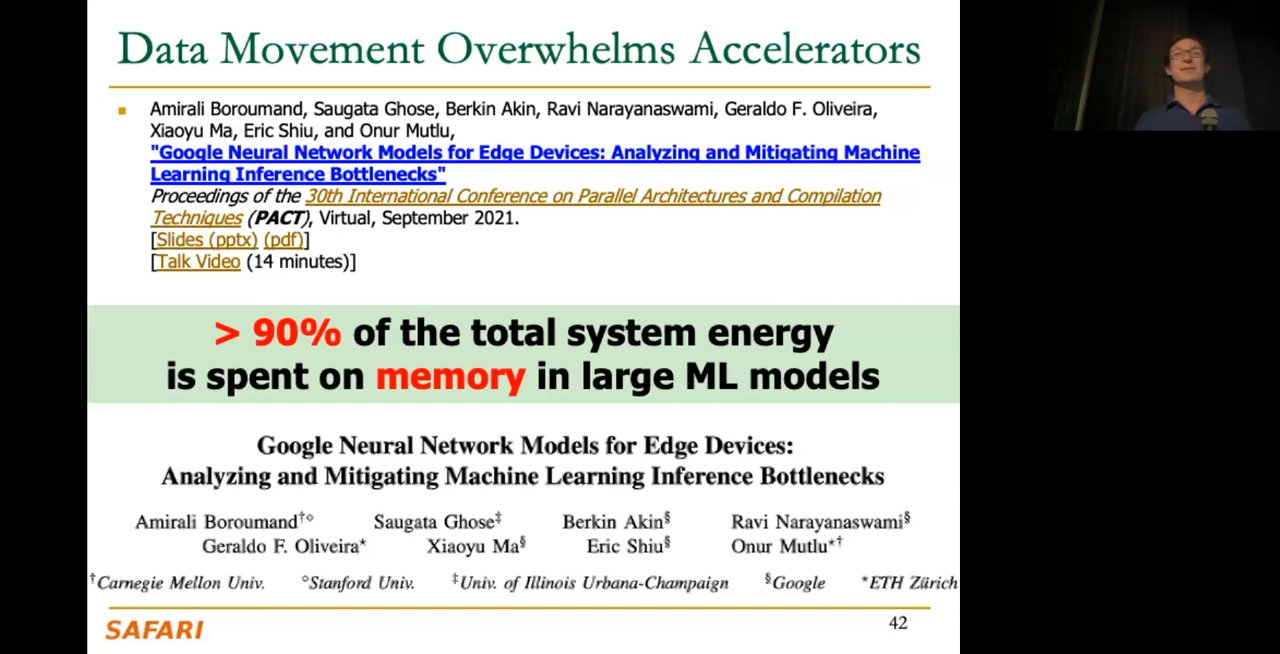 Data Movement Overwhelms Accelerators
Amirali Boroumand, Saugata Ghose, Berkin Akin, Ravi Narayanaswami, Geraldo F. Oliveira,
Xiaoyu Ma, Eric Shiu, and Onur Mutlu,
"Google Neural Network Models for Edge Devices: Analyzing and Mitigating Machine
Learning Inference Bottlenecks"
Proceedings of the 30th International Conference on Parallel Architectures and Compilation
Techniques (PACT), Virtual, September 2021.
[Slides (pptx) (pdf)]
[Talk Video (14 minutes)]
> 90% of the total system energy
is spent on memory in large ML models
Google Neural Network Models for Edge Devices:
Analyzing and Mitigating Machine Learning Inference Bottlenecks
Amirali Boroumand†◇ Saugata Ghose‡ Berkin Akin§ Ravi Narayanaswami§
Geraldo F. Oliveira* Xiaoyu Ma§ Eric Shiu§ Onur Mutlu*†
†Carnegie Mellon Univ. ◇Stanford Univ. ‡Univ. of Illinois Urbana-Champaign §Google *ETH Zürich
SAFARI 42